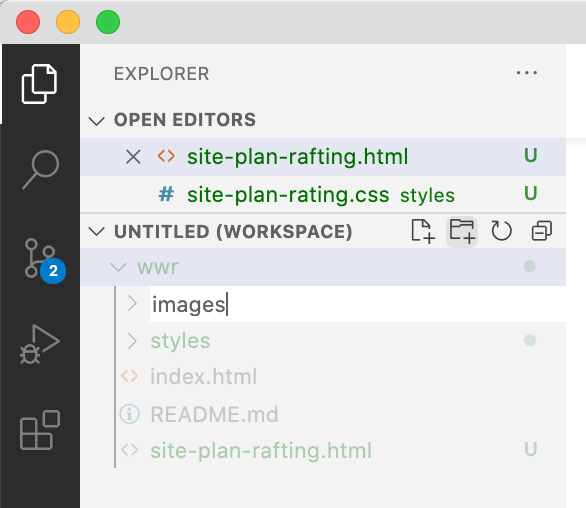 EXPLORER
OPEN EDITORS
site-plan-rafting.html U
site-plan-rating.css styles U
UNTITLED (WORKSPACE)
2
wwr
images
styles
index.html
README.md
site-plan-rafting.html U